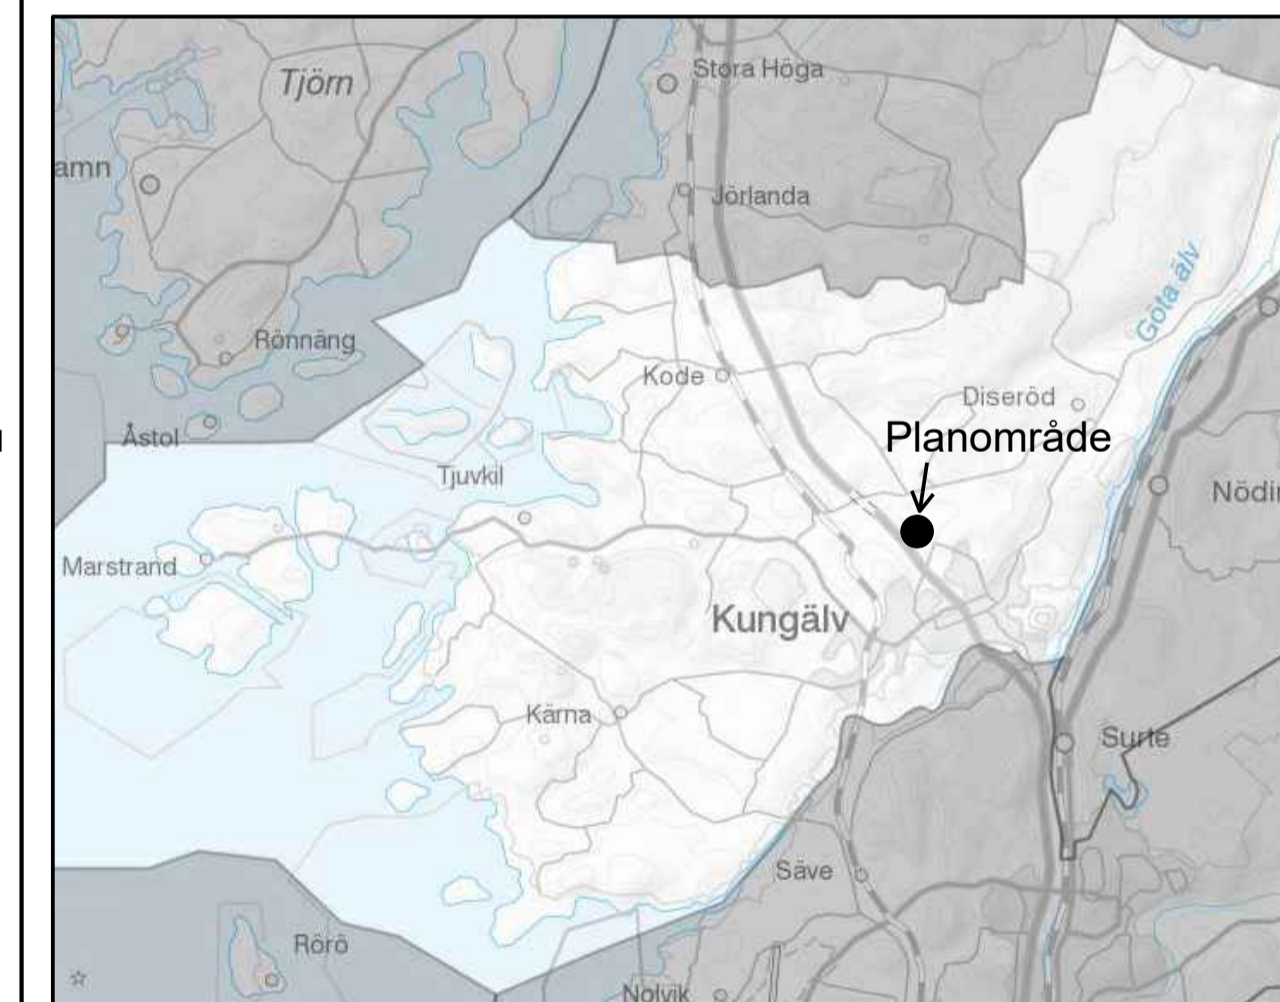 Stora Höga
Tjörn
amn
Jörlanda
Göta älv
Rönnäng
Kode
Diseröd
Planområde
Åstol
Tjuvkil
Nödin
Marstrand
Kungälv
Kärna
Surte
Säve
Rörö
Nolvik